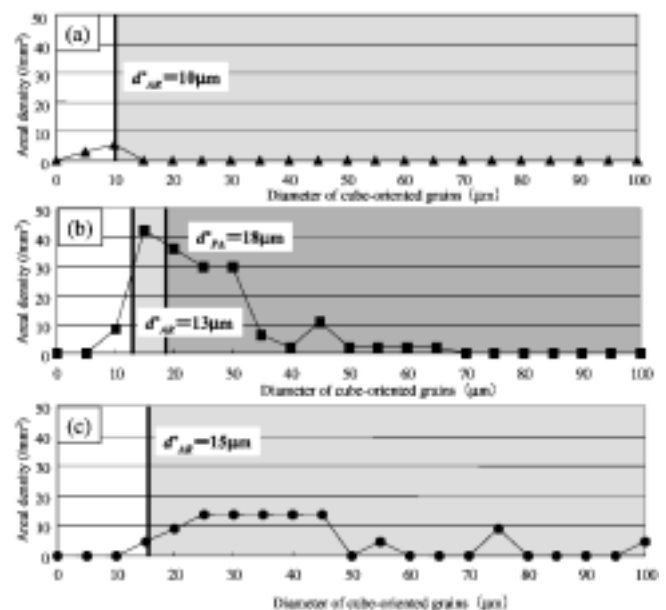 (a)
Areal density (/mm²)
50
40
30
20
10
0
d*AR=10μm
0 10 20 30 40 50 60 70 80 90 100
Diameter of cube-oriented grains (μm)
(b)
Areal density (/mm²)
50
40
30
20
10
0
d*PA=18μm
d*AR=13μm
0 10 20 30 40 50 60 70 80 90 100
Diameter of cube-oriented grains (μm)
(c)
Areal density (/mm²)
50
40
30
20
10
0
d*AR=15μm
0 10 20 30 40 50 60 70 80 90 100
Diameter of cube-oriented grains (μm)